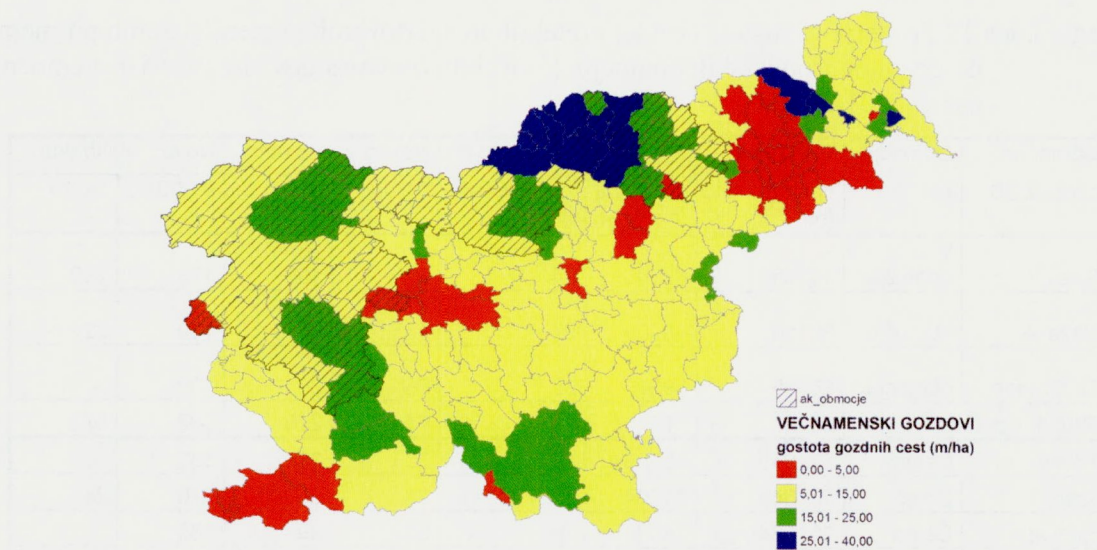 ak_obmocje
VEČNAMENSKI GOZDOVI
gostota gozdnih cest (m/ha)
0,00 - 5,00
5,01 - 15,00
15,01 - 25,00
25,01 - 40,00